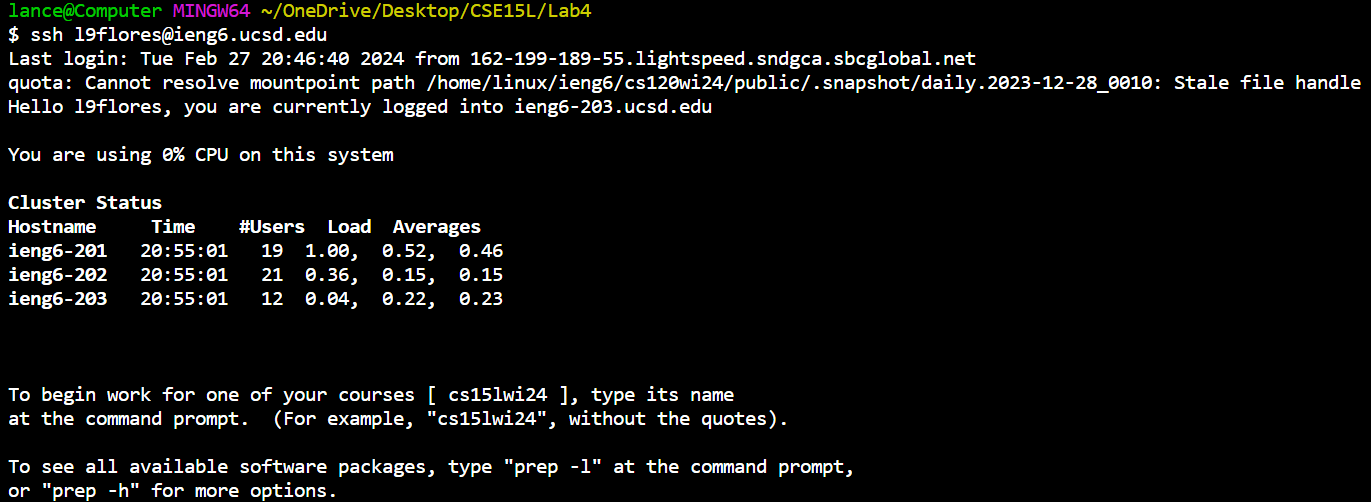 lance@Computer MINGW64 ~/OneDrive/Desktop/CSE15L/Lab4
$ ssh l9flores@ieng6.ucsd.edu
Last login: Tue Feb 27 20:46:40 2024 from 162-199-189-55.lightspeed.sndgca.sbcglobal.net
quota: Cannot resolve mountpoint path /home/linux/ieng6/cs120wi24/public/.snapshot/daily.2023-12-28_0010: Stale file handle
Hello l9flores, you are currently logged into ieng6-203.ucsd.edu

You are using 0% CPU on this system

Cluster Status
Hostname     Time    #Users  Load  Averages
ieng6-201   20:55:01   19  1.00,  0.52,  0.46
ieng6-202   20:55:01   21  0.36,  0.15,  0.15
ieng6-203   20:55:01   12  0.04,  0.22,  0.23

To begin work for one of your courses [ cs15lwi24 ], type its name
at the command prompt.  (For example, "cs15lwi24", without the quotes).

To see all available software packages, type "prep -l" at the command prompt,
or "prep -h" for more options.